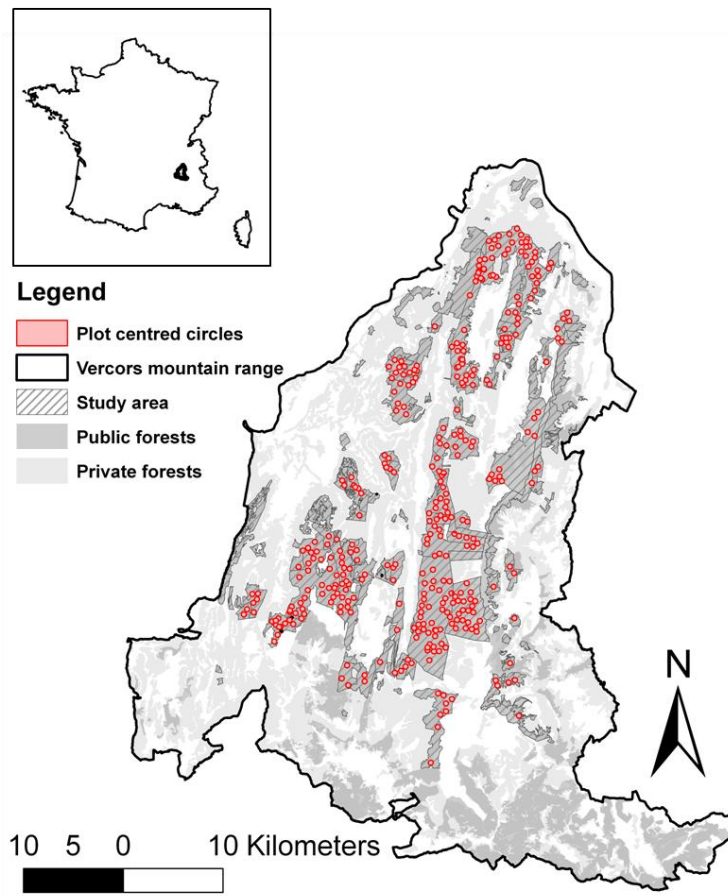 Legend
Plot centred circles
Vercors mountain range
Study area
Public forests
Private forests
N
10 5 0 10 Kilometers